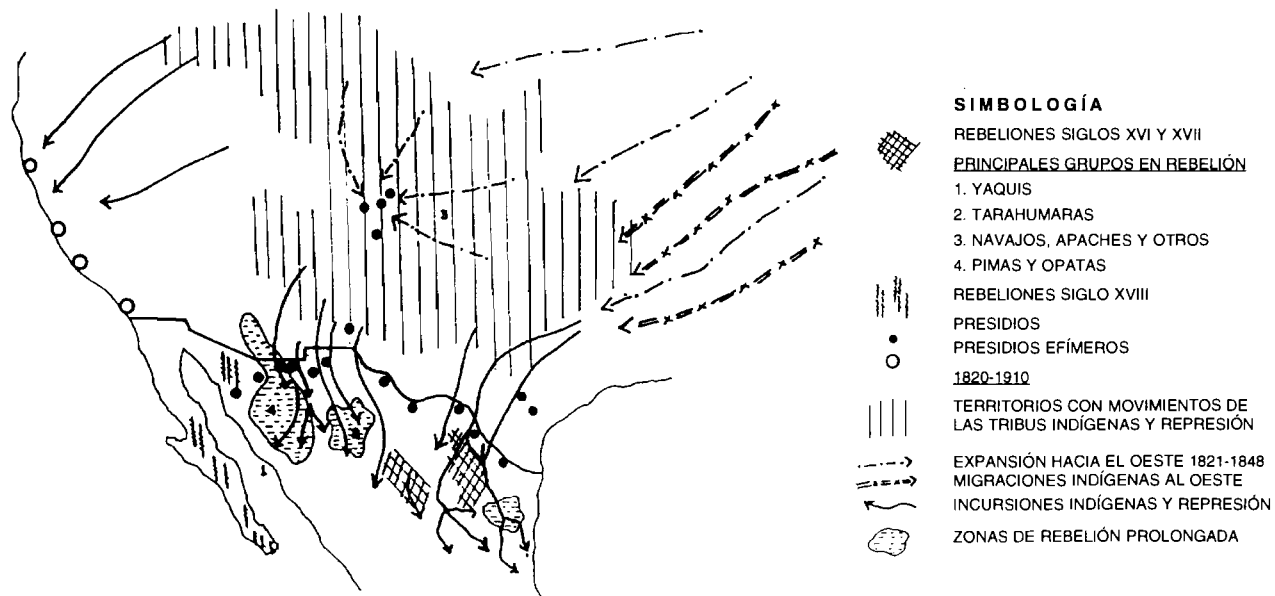 SIMBOLOGÍA
REBELIONES SIGLOS XVI Y XVII
PRINCIPALES GRUPOS EN REBELIÓN
1. YAQUIS
2. TARAHUMARAS
3. NAVAJOS, APACHES Y OTROS
4. PIMAS Y OPATAS
REBELIONES SIGLO XVIII
PRESIDIOS
PRESIDIOS EFÍMEROS
1820-1910
TERRITORIOS CON MOVIMIENTOS DE
LAS TRIBUS INDÍGENAS Y REPRESIÓN
EXPANSIÓN HACIA EL OESTE 1821-1848
MIGRACIONES INDÍGENAS AL OESTE
INCURSIONES INDÍGENAS Y REPRESIÓN
ZONAS DE REBELIÓN PROLONGADA
3
4
1